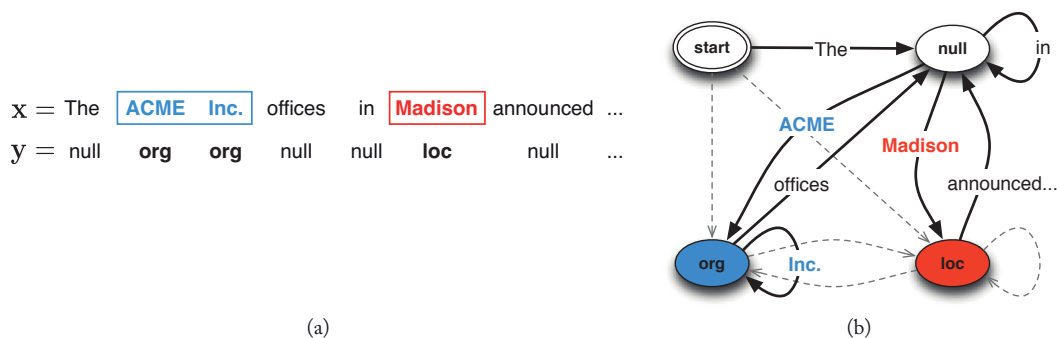 x = The ACME Inc. offices in Madison announced ...
y = null org org null null loc null ...
(a)
start The null in
ACME
Madison
offices announced...
org Inc. loc
(b)